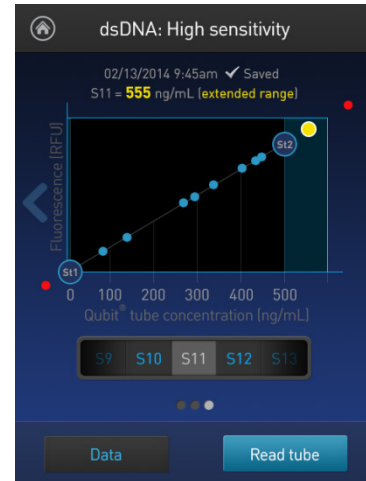 dsDNA: High sensitivity
02/13/2014 9:45am ✓ Saved
S11 = 555 ng/mL (extended range)
Fluorescence (RFU)
St2
St1
0 100 200 300 400 500
Qubit® tube concentration (ng/mL)
S9 S10 S11 S12 S13
Data Read tube